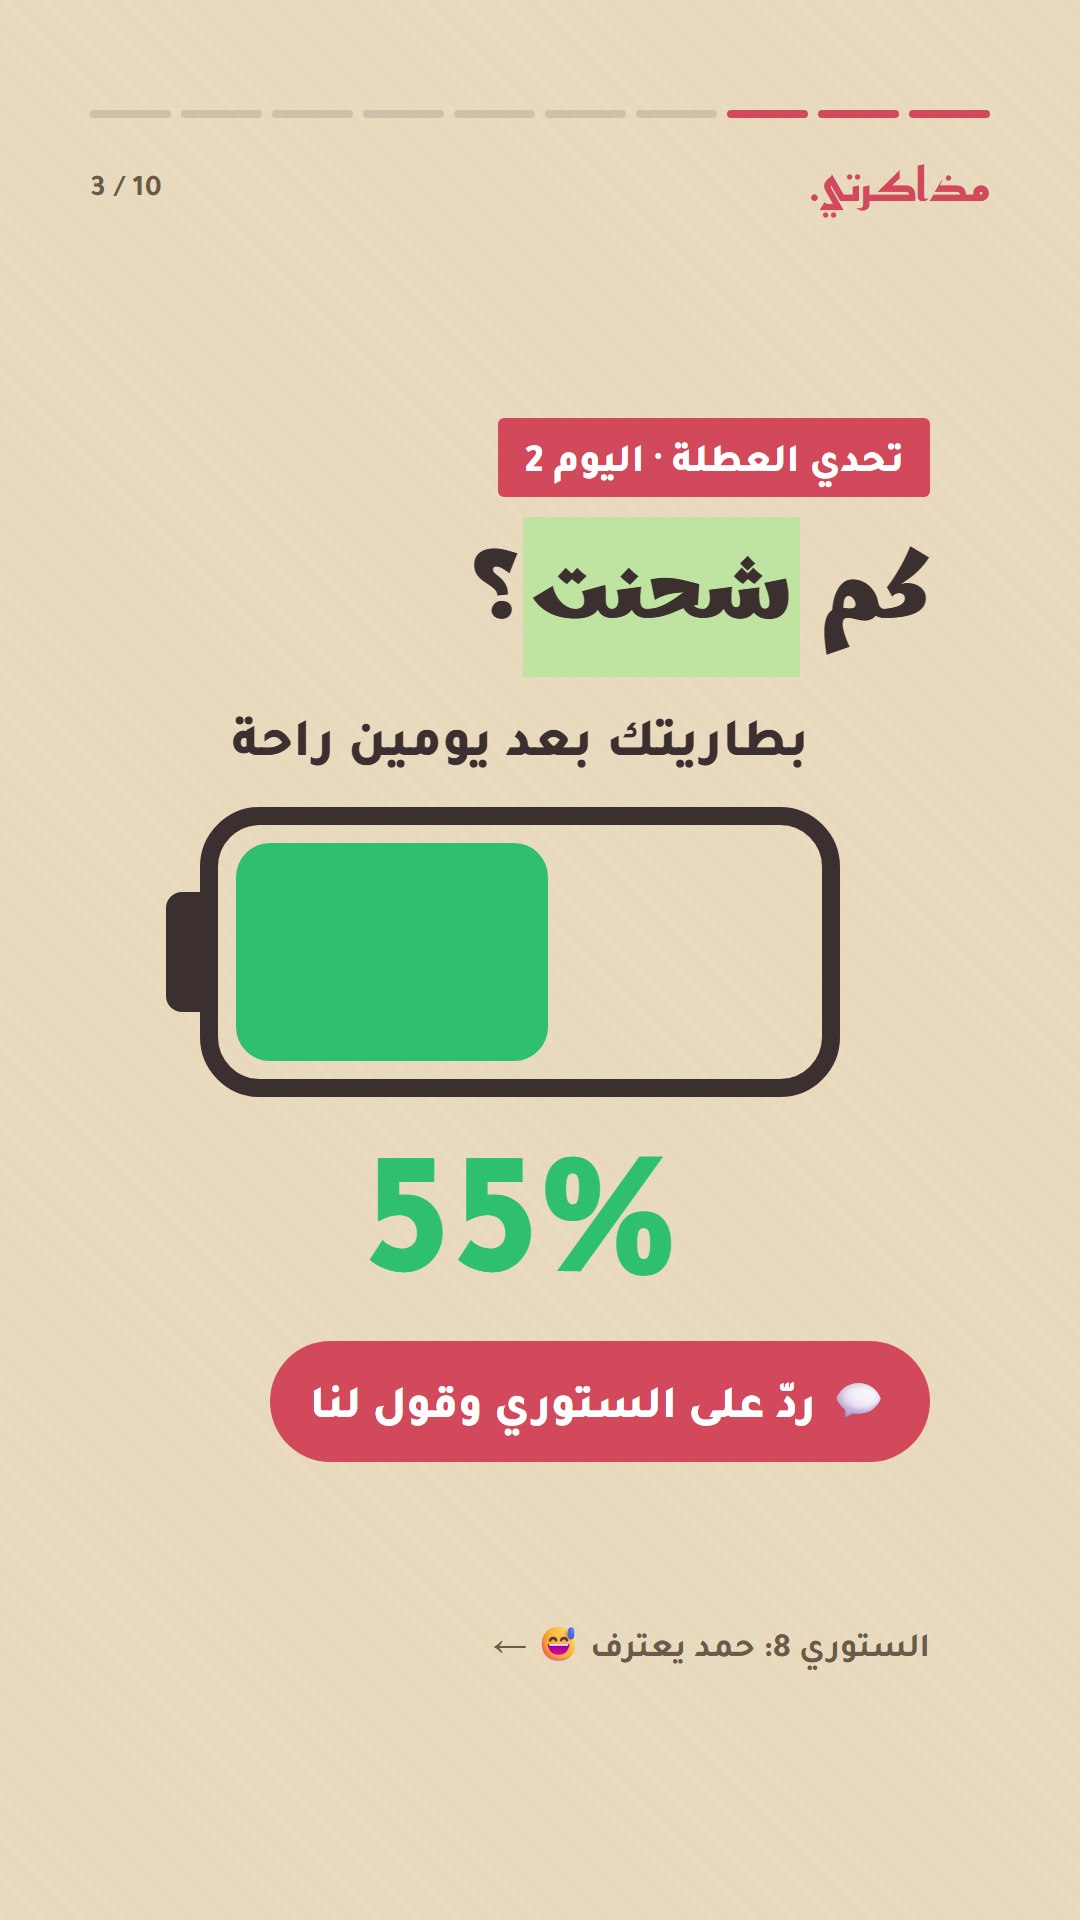 مذاكرتي.
3 / 10
تحدي العطلة · اليوم 2
كم شحنت؟
بطاريتك بعد يومين راحة
55%
ردّ على الستوري وقول لنا
الستوري 8: حمد يعترف 😅 ←